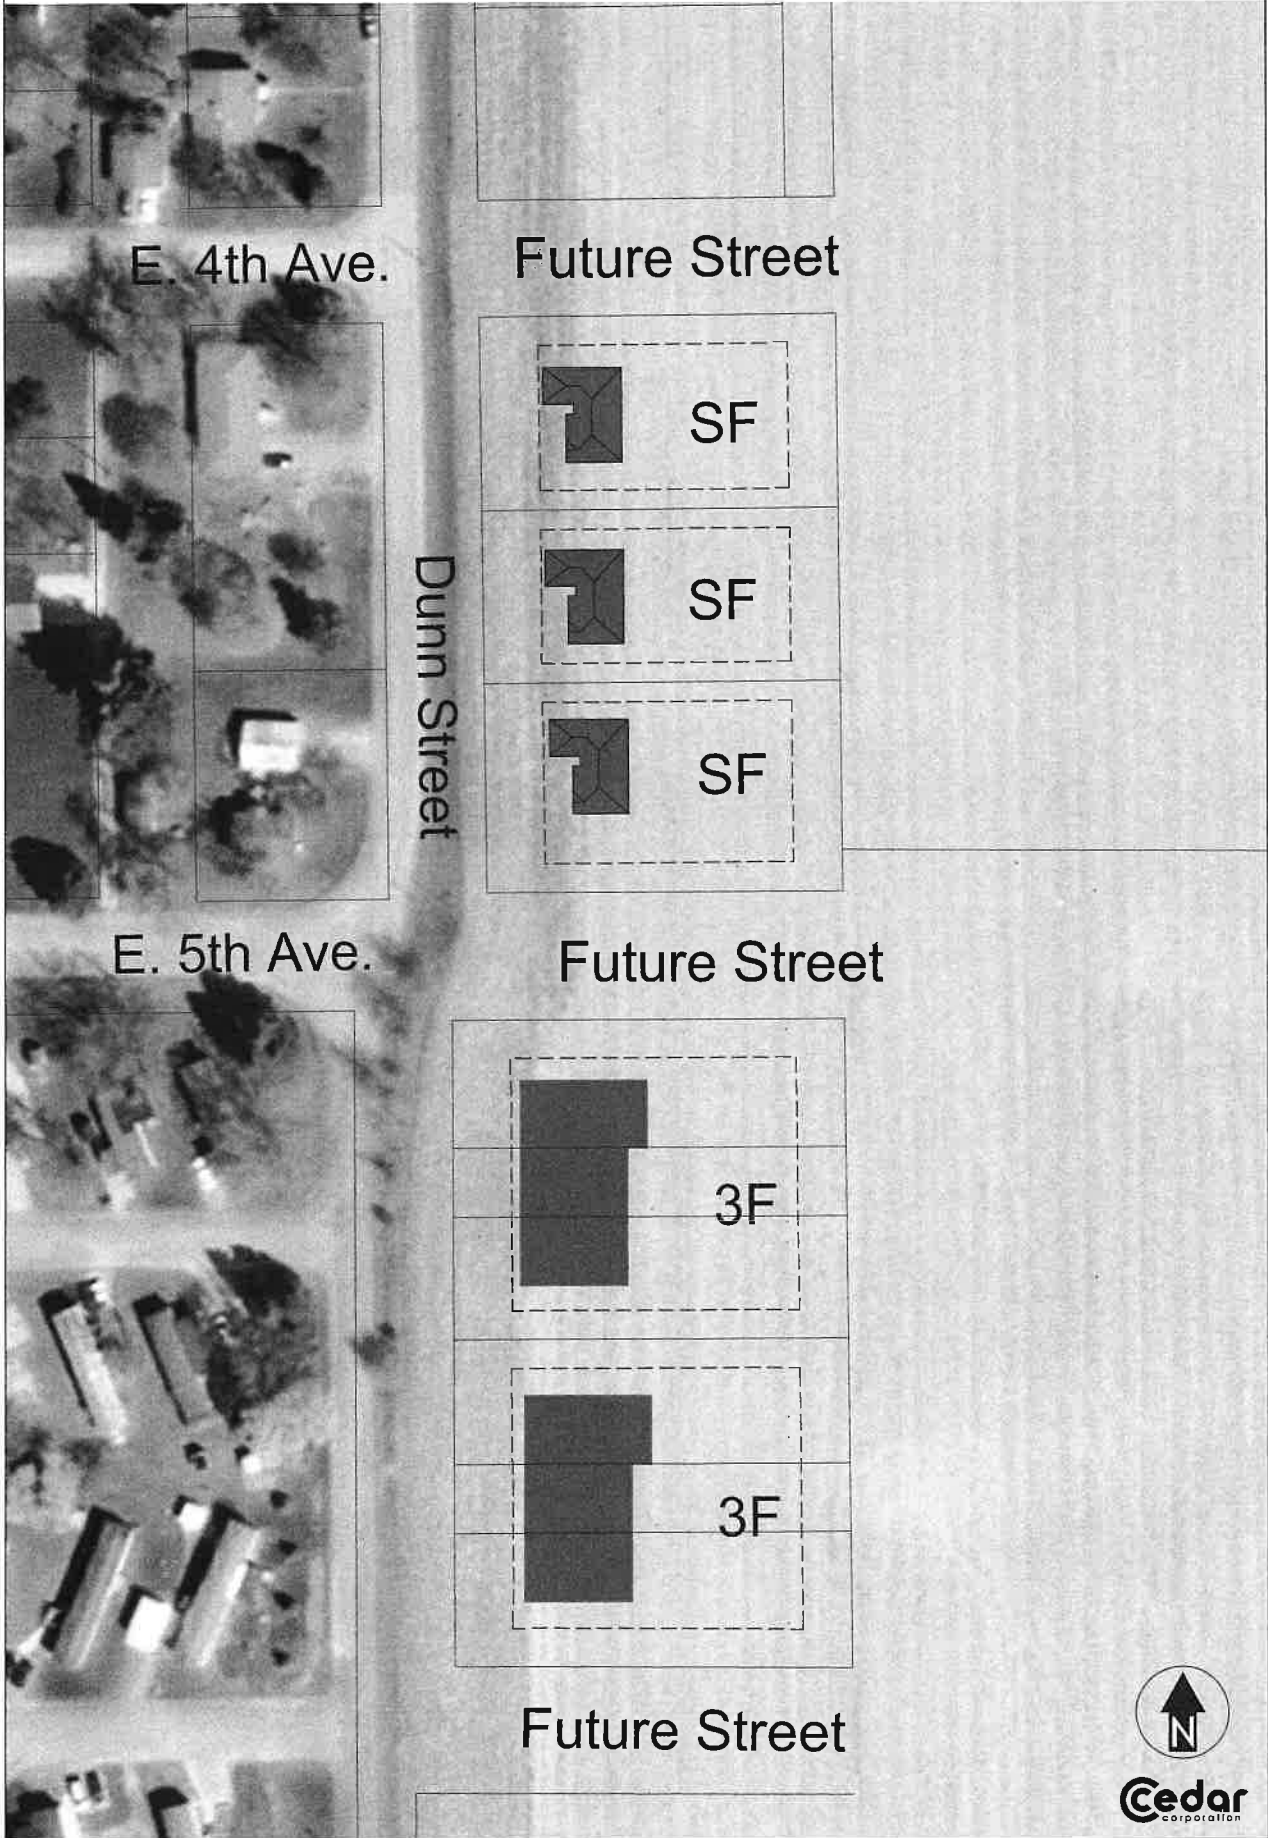 E. 4th Ave.
Future Street
SF
SF
Dunn Street
SF
E. 5th Ave.
Future Street
3F
3F
Future Street
N
Cedar
corporation